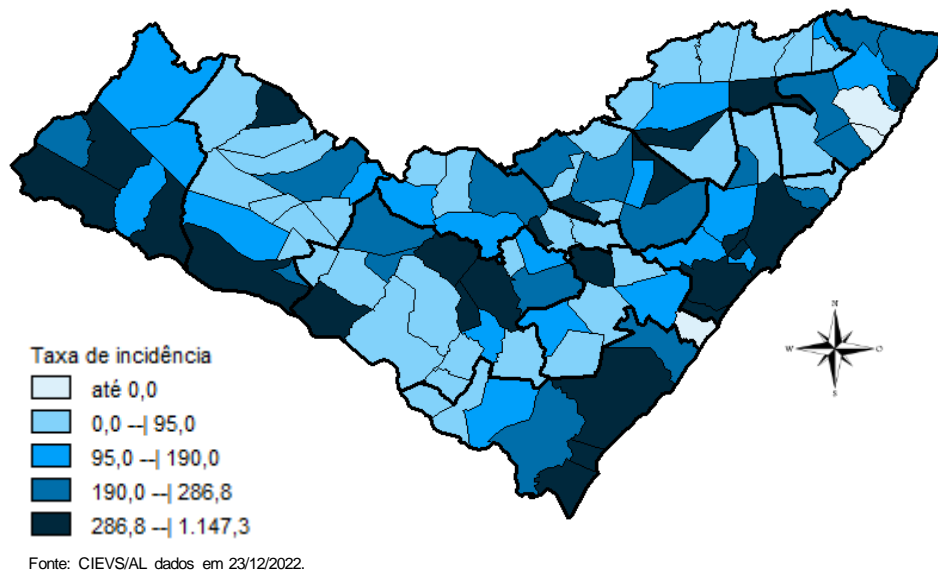 N
W
O
S
Taxa de incidência
até 0,0
0,0 --| 95,0
95,0 --| 190,0
190,0 --| 286,8
286,8 --| 1.147,3
Fonte: CIEVS/AL dados em 23/12/2022.